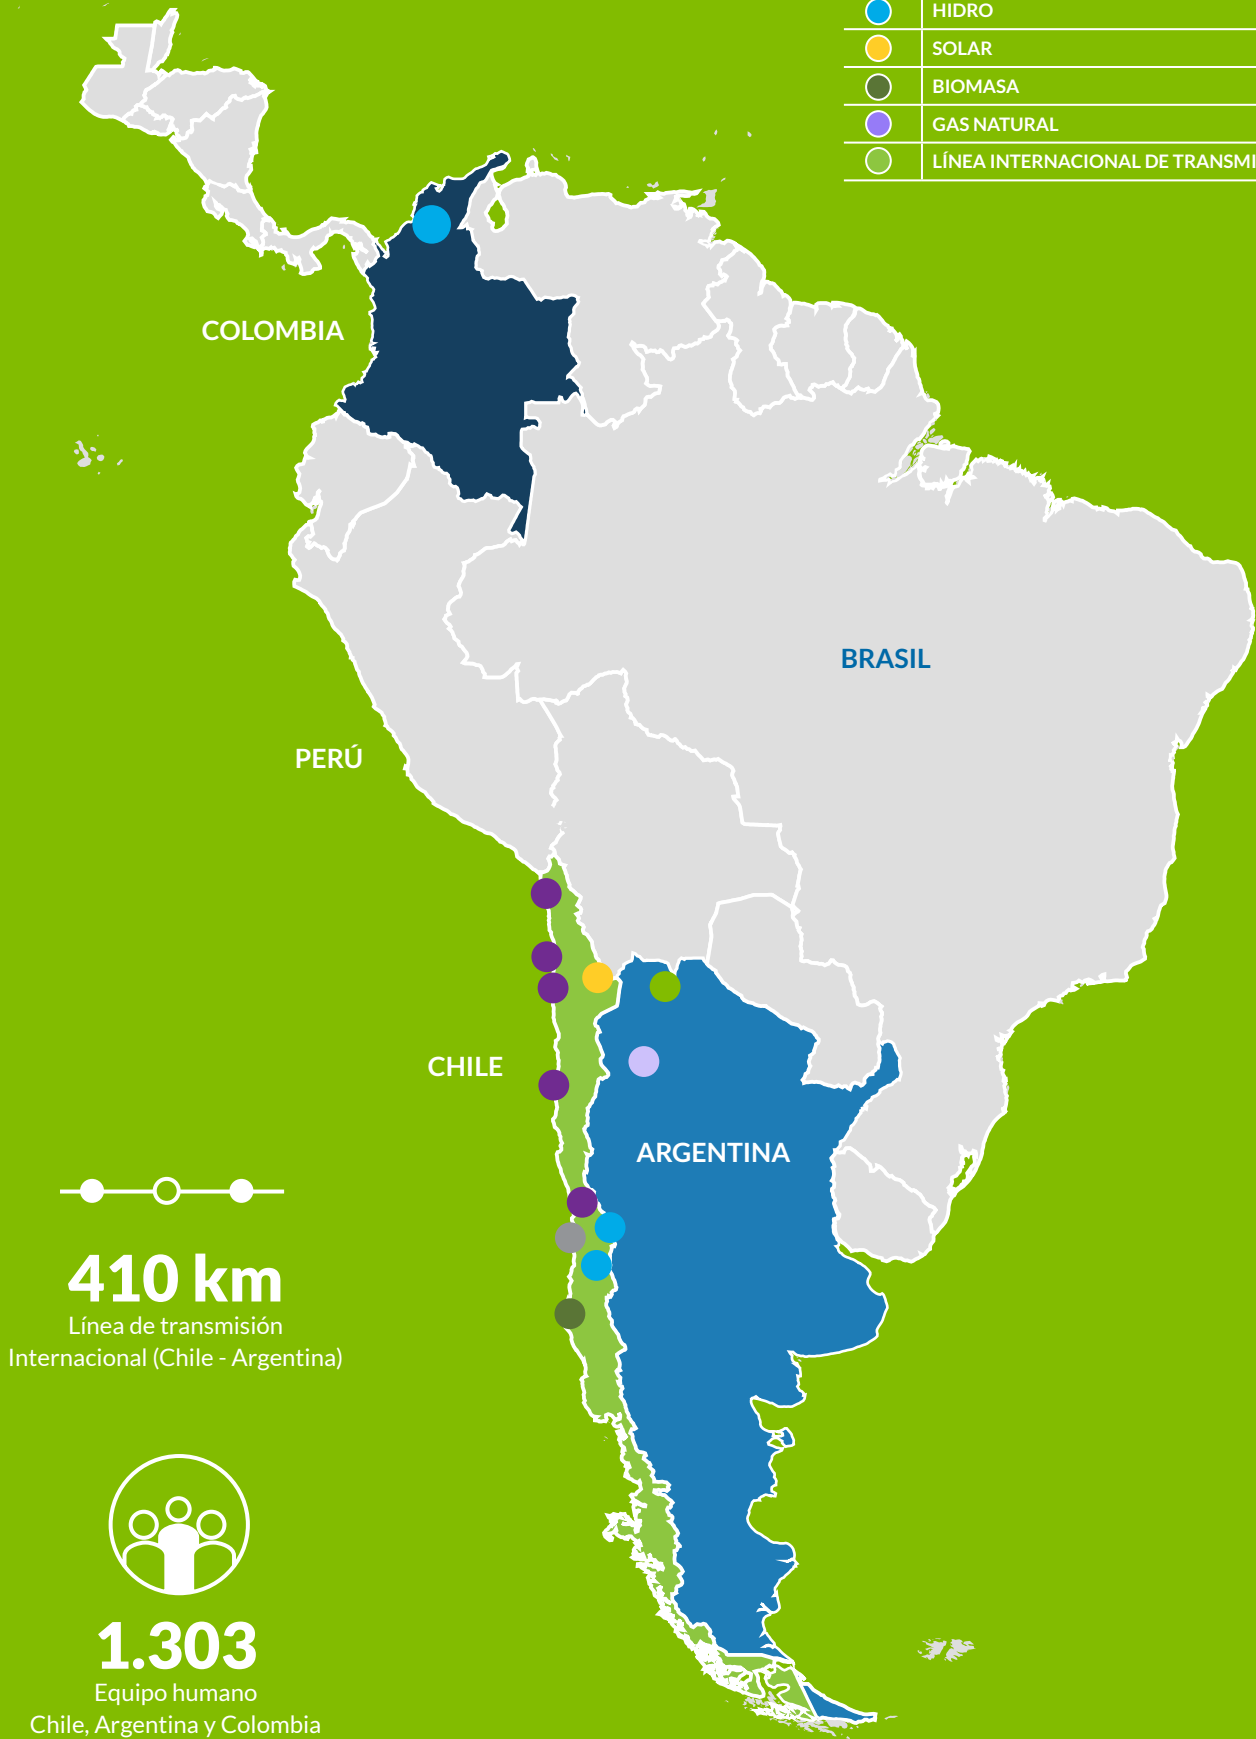 HIDRO
SOLAR
BIOMASA
GAS NATURAL
LÍNEA INTERNACIONAL DE
COLOMBIA
BRASIL
PERÚ
CHILE
ARGENTINA
410 km
Línea de transmisión
Internacional (Chile - Argentina)
1.303
Equipo humano
Chile, Argentina y Colombia